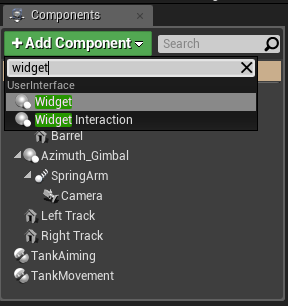 Components
+ Add Component
Search
widget
UserInterface
Widget
Widget Interaction
Barrel
Azimuth_Gimbal
SpringArm
Camera
Left Track
Right Track
TankAiming
TankMovement